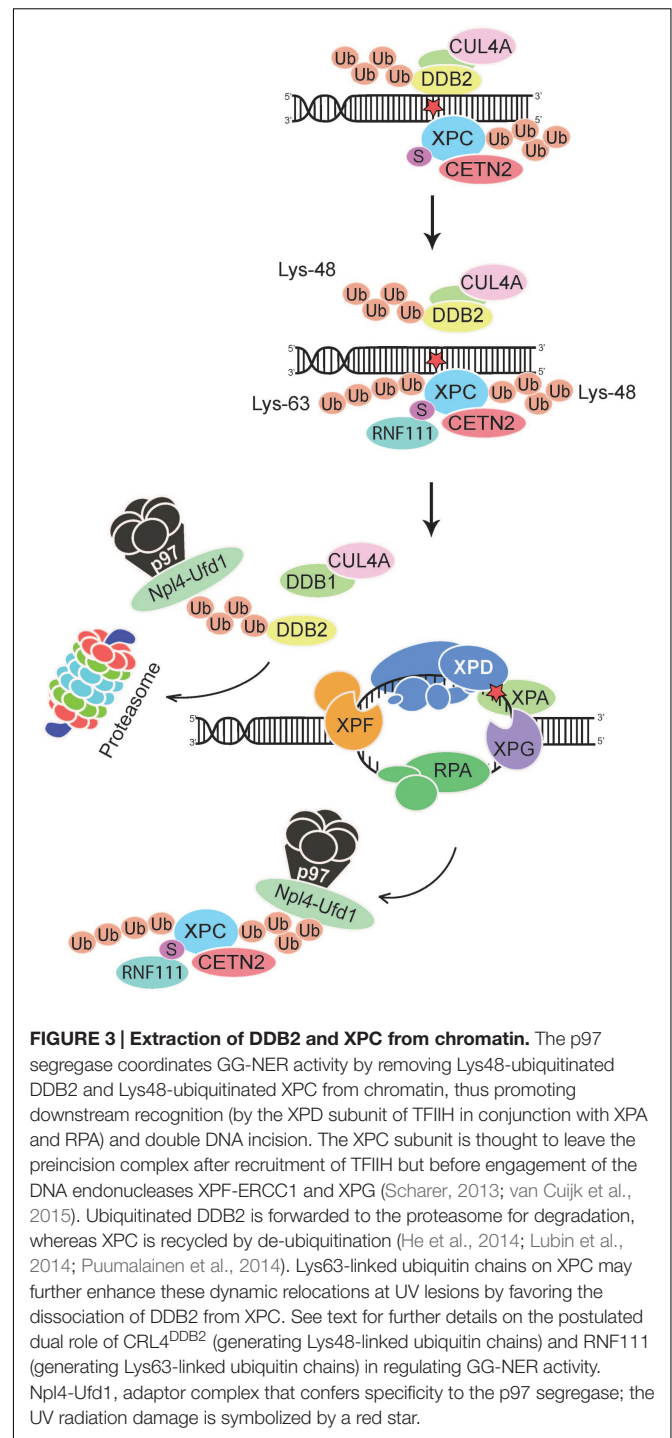 CUL4A
Ub Ub Ub Ub DDB2
5' 3'
3' 5'
XPC Ub Ub Ub Ub Ub
S CETN2
Lys-48
CUL4A
Ub Ub Ub Ub Ub DDB2
5' 3'
3' 5'
Lys-63 Ub Ub Ub Ub XPC Ub Ub Ub Ub Ub Lys-48
S CETN2
RNF111
p97
Npl4-Ufd1
CUL4A
DDB1
Ub Ub Ub Ub Ub DDB2
Proteasome
XPD
XPA
XPF
XPG
5' 3'
3' 5'
RPA
p97
Npl4-Ufd1
Ub Ub Ub Ub XPC Ub Ub Ub Ub Ub
S CETN2
RNF111
FIGURE 3 | Extraction of DDB2 and XPC from chromatin. The p97
segregase coordinates GG-NER activity by removing Lys48-ubiquitinated
DDB2 and Lys48-ubiquitinated XPC from chromatin, thus promoting
downstream recognition (by the XPD subunit of TFIIH in conjunction with XPA
and RPA) and double DNA incision. The XPC subunit is thought to leave the
preincision complex after recruitment of TFIIH but before engagement of the
DNA endonucleases XPF-ERCC1 and XPG (Scharer, 2013; van Cuijk et al.,
2015). Ubiquitinated DDB2 is forwarded to the proteasome for degradation,
whereas XPC is recycled by de-ubiquitination (He et al., 2014; Lubin et al.,
2014; Puumalainen et al., 2014). Lys63-linked ubiquitin chains on XPC may
further enhance these dynamic relocations at UV lesions by favoring the
dissociation of DDB2 from XPC. See text for further details on the postulated
dual role of CRL4DDB2 (generating Lys48-linked ubiquitin chains) and RNF111
(generating Lys63-linked ubiquitin chains) in regulating GG-NER activity.
Npl4-Ufd1, adaptor complex that confers specificity to the p97 segregase; the
UV radiation damage is symbolized by a red star.